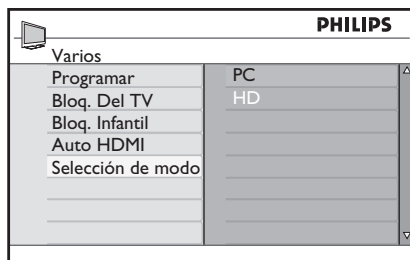 PHILIPS
Varios
Programar
Bloq. Del TV
Bloq. Infantil
Auto HDMI
Selección de modo
PC
HD